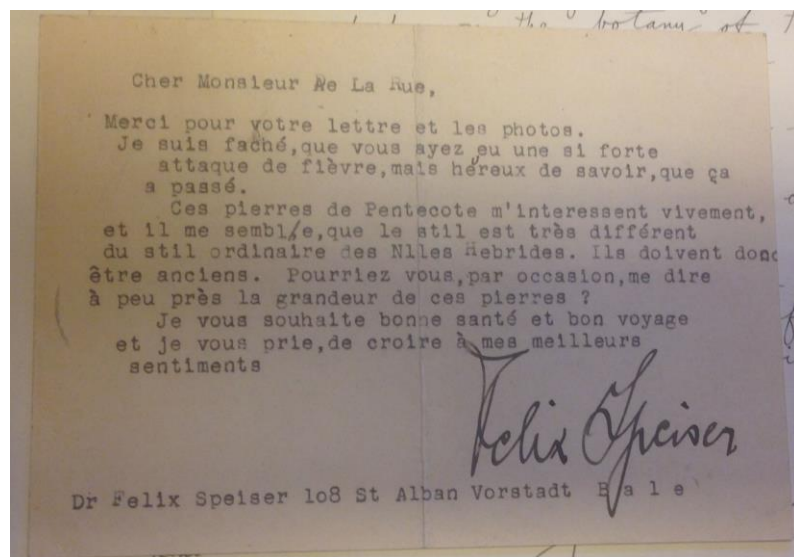 the botany of
Cher Monsieur de La Rue,
Merci pour votre lettre et les photos.
Je suis faché,que vous ayez eu une si forte
attaque de fièvre,mais héreux de savoir,que ça
a passé.
Ces pierres de Pentecote m'interessent vivement,
et il me semble,que le stil est très différent
du stil ordinaire des Nlles Hebrides. Ils doivent donc
être anciens. Pourriez vous,par occasion,me dire
à peu près la grandeur de ces pierres ?
Je vous souhaite bonne santé et bon voyage
et je vous prie,de croire à mes meilleurs
sentiments
Felix Speiser
Dr Felix Speiser lo8 St Alban Vorstadt B a l e